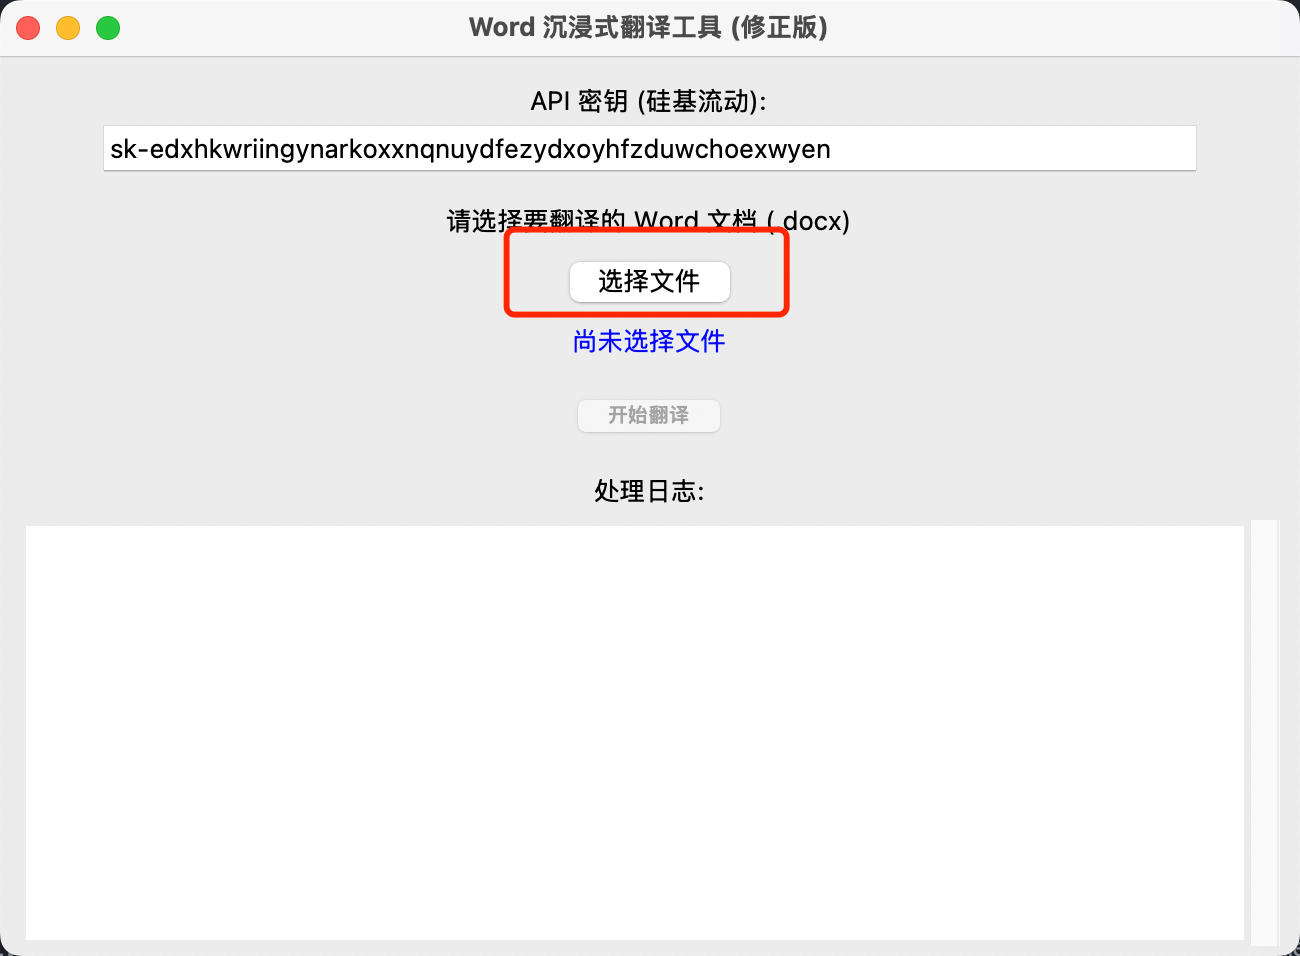 Word 沉浸式翻译工具 (修正版)
API 密钥 (硅基流动):
sk-edxhkwriingynarkoxxnqnuydfezydxoyhfzduwchoexwyen
请选择要翻译的 Word 文档 (.docx)
选择文件
尚未选择文件
开始翻译
处理日志: